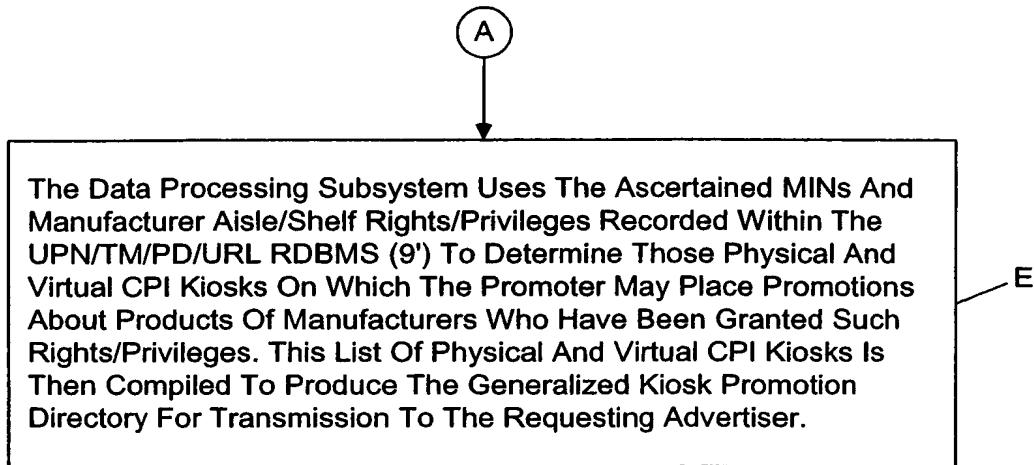 A
The Data Processing Subsystem Uses The Ascertained MINs And
Manufacturer Aisle/Shelf Rights/Privileges Recorded Within The
UPN/TM/PD/URL RDBMS (9') To Determine Those Physical And
Virtual CPI Kiosks On Which The Promoter May Place Promotions
About Products Of Manufacturers Who Have Been Granted Such
Rights/Privileges. This List Of Physical And Virtual CPI Kiosks Is
Then Compiled To Produce The Generalized Kiosk Promotion
Directory For Transmission To The Requesting Advertiser.
E